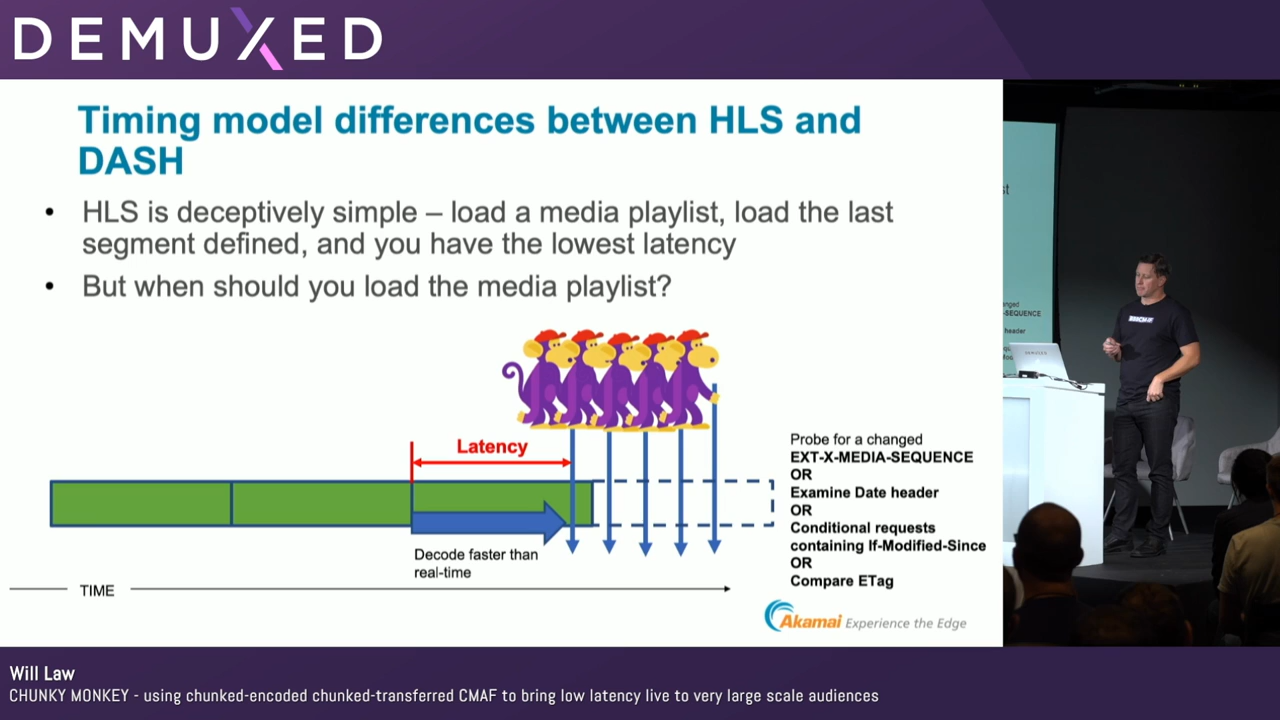 DEMUXED
Timing model differences between HLS and
DASH
• HLS is deceptively simple – load a media playlist, load the last
segment defined, and you have the lowest latency
• But when should you load the media playlist?
Latency
Decode faster than
real-time
TIME
Probe for a changed
EXT-X-MEDIA-SEQUENCE
OR
Examine Date header
OR
Conditional requests
containing If-Modified-Since
OR
Compare ETag
Akamai Experience the Edge
anged
-SEQUENCE
header
Will Law
CHUNKY MONKEY - using chunked-encoded chunked-transferred CMAF to bring low latency live to very large scale audiences